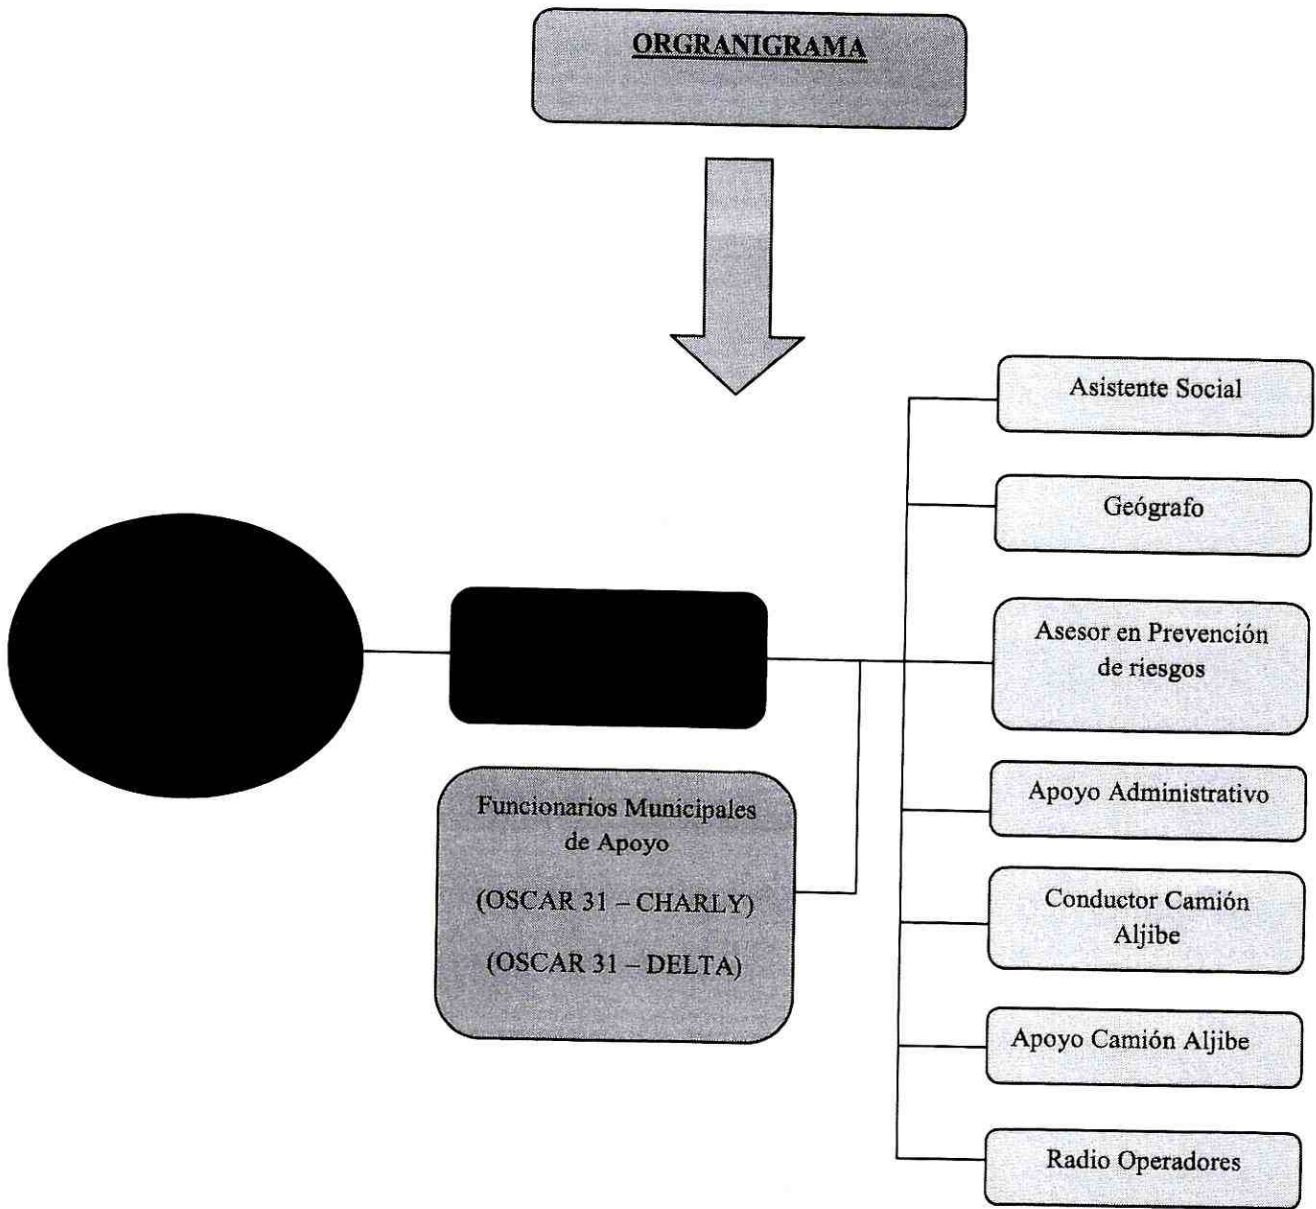 ORGRANIGRAMA
Asistente Social
Geógrafo
Asesor en Prevención
de riesgos
Funcionarios Municipales
de Apoyo
(OSCAR 31 – CHARLY)
(OSCAR 31 – DELTA)
Apoyo Administrativo
Conductor Camión
Aljibe
Apoyo Camión Aljibe
Radio Operadores